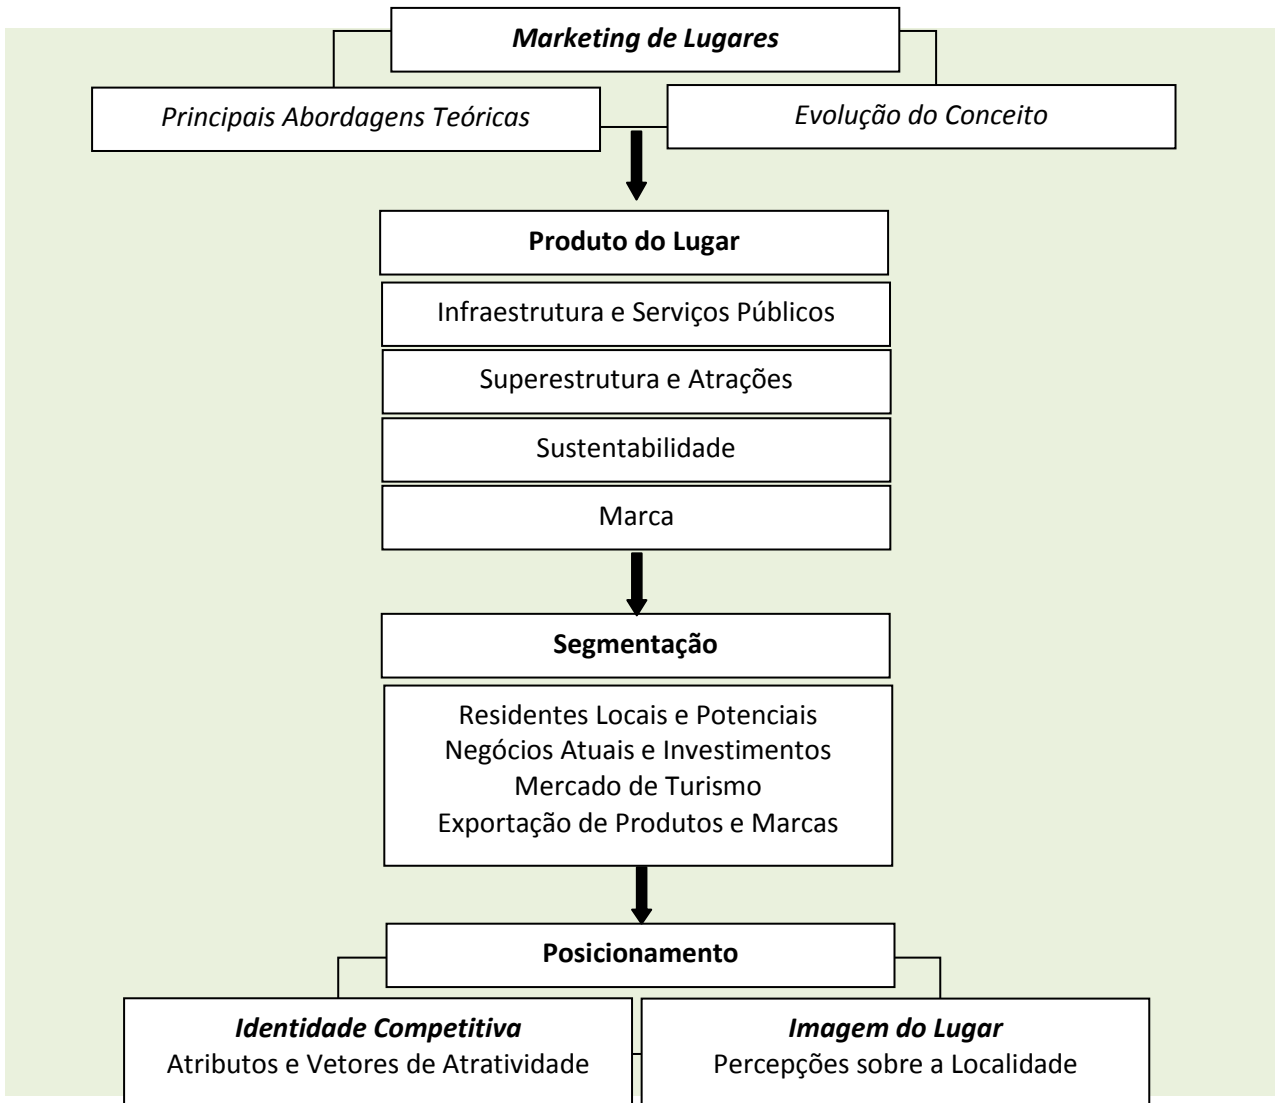 Marketing de Lugares
Principais Abordagens Teóricas
Evolução do Conceito
Produto do Lugar
Infraestrutura e Serviços Públicos
Superestrutura e Atrações
Sustentabilidade
Marca
Segmentação
Residentes Locais e Potenciais
Negócios Atuais e Investimentos
Mercado de Turismo
Exportação de Produtos e Marcas
Posicionamento
Identidade Competitiva
Atributos e Vetores de Atratividade
Imagem do Lugar
Percepções sobre a Localidade